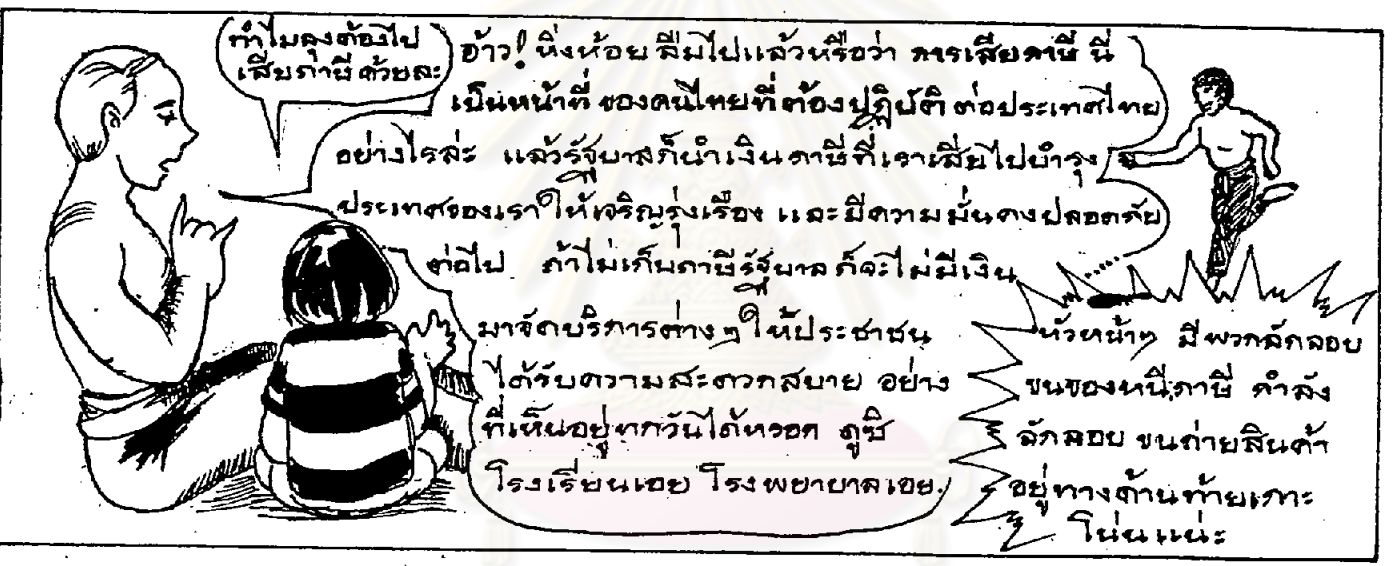 ทำไมลุงต้องไป
เสียภาษีด้วยละ
อ้าว! หิ่งห้อย ลืมไปแล้วหรือว่า การเสียภาษี นี่
เป็นหน้าที่ ของคนไทยที่ต้องปฏิบัติ ต่อประเทศไทย
อย่างไรล่ะ แล้วรัฐบาลก็นำเงินภาษีที่เราเสียไปบำรุง
ประเทศของเราให้เจริญรุ่งเรือง และมีความมั่นคงปลอดภัย
ต่อไป ถ้าไม่เก็บภาษีรัฐบาลก็จะไม่มีเงิน
มาจัดบริการต่างๆให้ประชาชน
ได้รับความสะดวกสบาย อย่าง
ที่เห็นอยู่ทุกวันได้หรอก ดูซิ
โรงเรียนเอย โรงพยาบาลเอย
หัวหน้าๆ มีพวกลักลอบ
ขนของหนีภาษี กำลัง
ลักลอบ ขนถ่ายสินค้า
อยู่ทางด้านท้ายเกาะ
โน่นแน่ะ